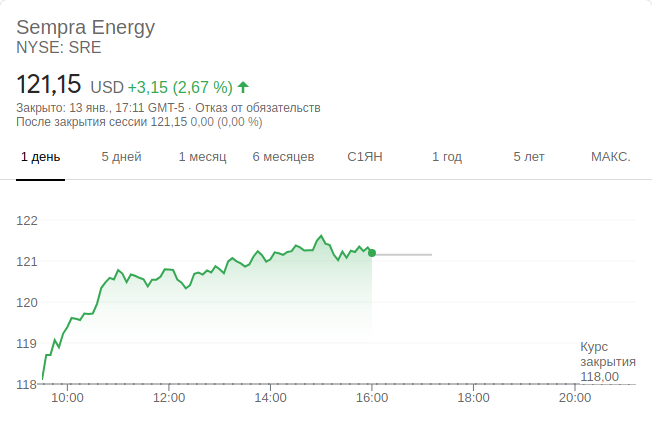 Sempra Energy
NYSE: SRE
121,15 USD +3,15 (2,67 %)
Закрыто: 13 янв., 17:11 GMT-5 · Отказ от обязательств
После закрытия сессии 121,15 0,00 (0,00 %)
1 день 5 дней 1 месяц 6 месяцев С1ЯН 1 год 5 лет МАКС.
122
121
120
119
Курс
закрытия
118,00
118
10:00 12:00 14:00 16:00 18:00 20:00